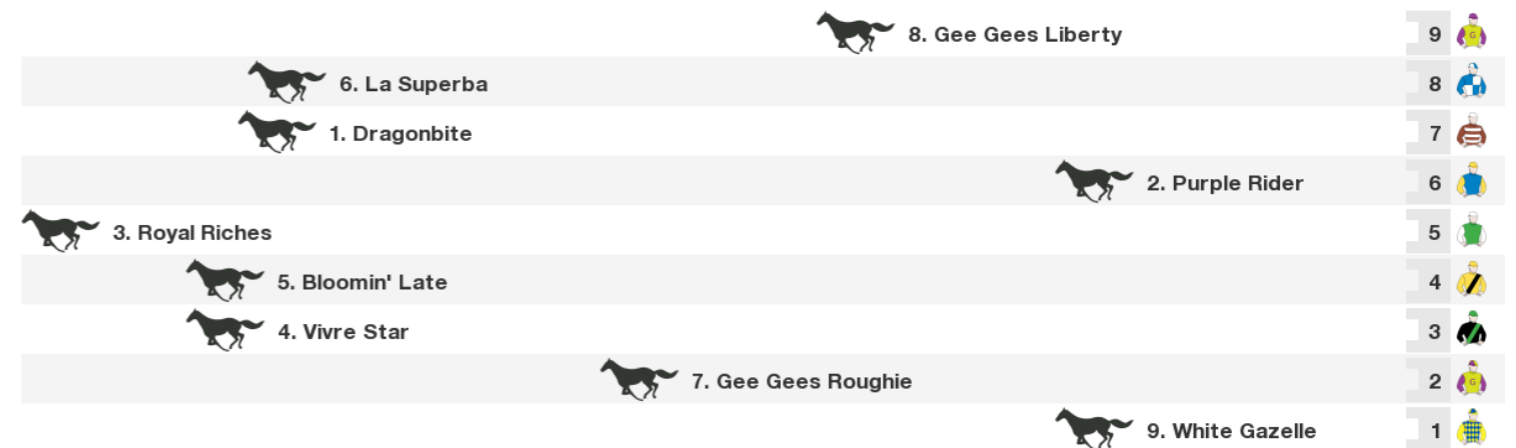 8. Gee Gees Liberty 9 G
6. La Superba 8
1. Dragonbite 7
2. Purple Rider 6
3. Royal Riches 5
5. Bloomin' Late 4
4. Vivre Star 3
7. Gee Gees Roughie 2 G
9. White Gazelle 1